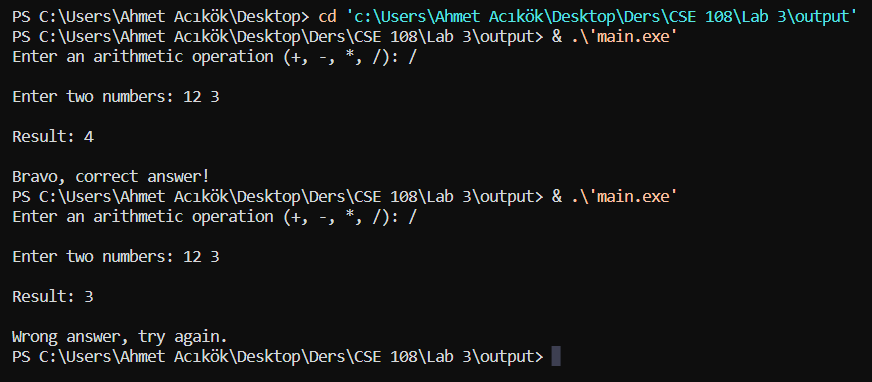 PS C:\Users\Ahmet Acıkök\Desktop> cd 'c:\Users\Ahmet Acıkök\Desktop\Ders\CSE 108\Lab 3\output'
PS C:\Users\Ahmet Acıkök\Desktop\Ders\CSE 108\Lab 3\output> & .\'main.exe'
Enter an arithmetic operation (+, -, *, /): /
Enter two numbers: 12 3
Result: 4
Bravo, correct answer!
PS C:\Users\Ahmet Acıkök\Desktop\Ders\CSE 108\Lab 3\output> & .\'main.exe'
Enter an arithmetic operation (+, -, *, /): /
Enter two numbers: 12 3
Result: 3
Wrong answer, try again.
PS C:\Users\Ahmet Acıkök\Desktop\Ders\CSE 108\Lab 3\output>